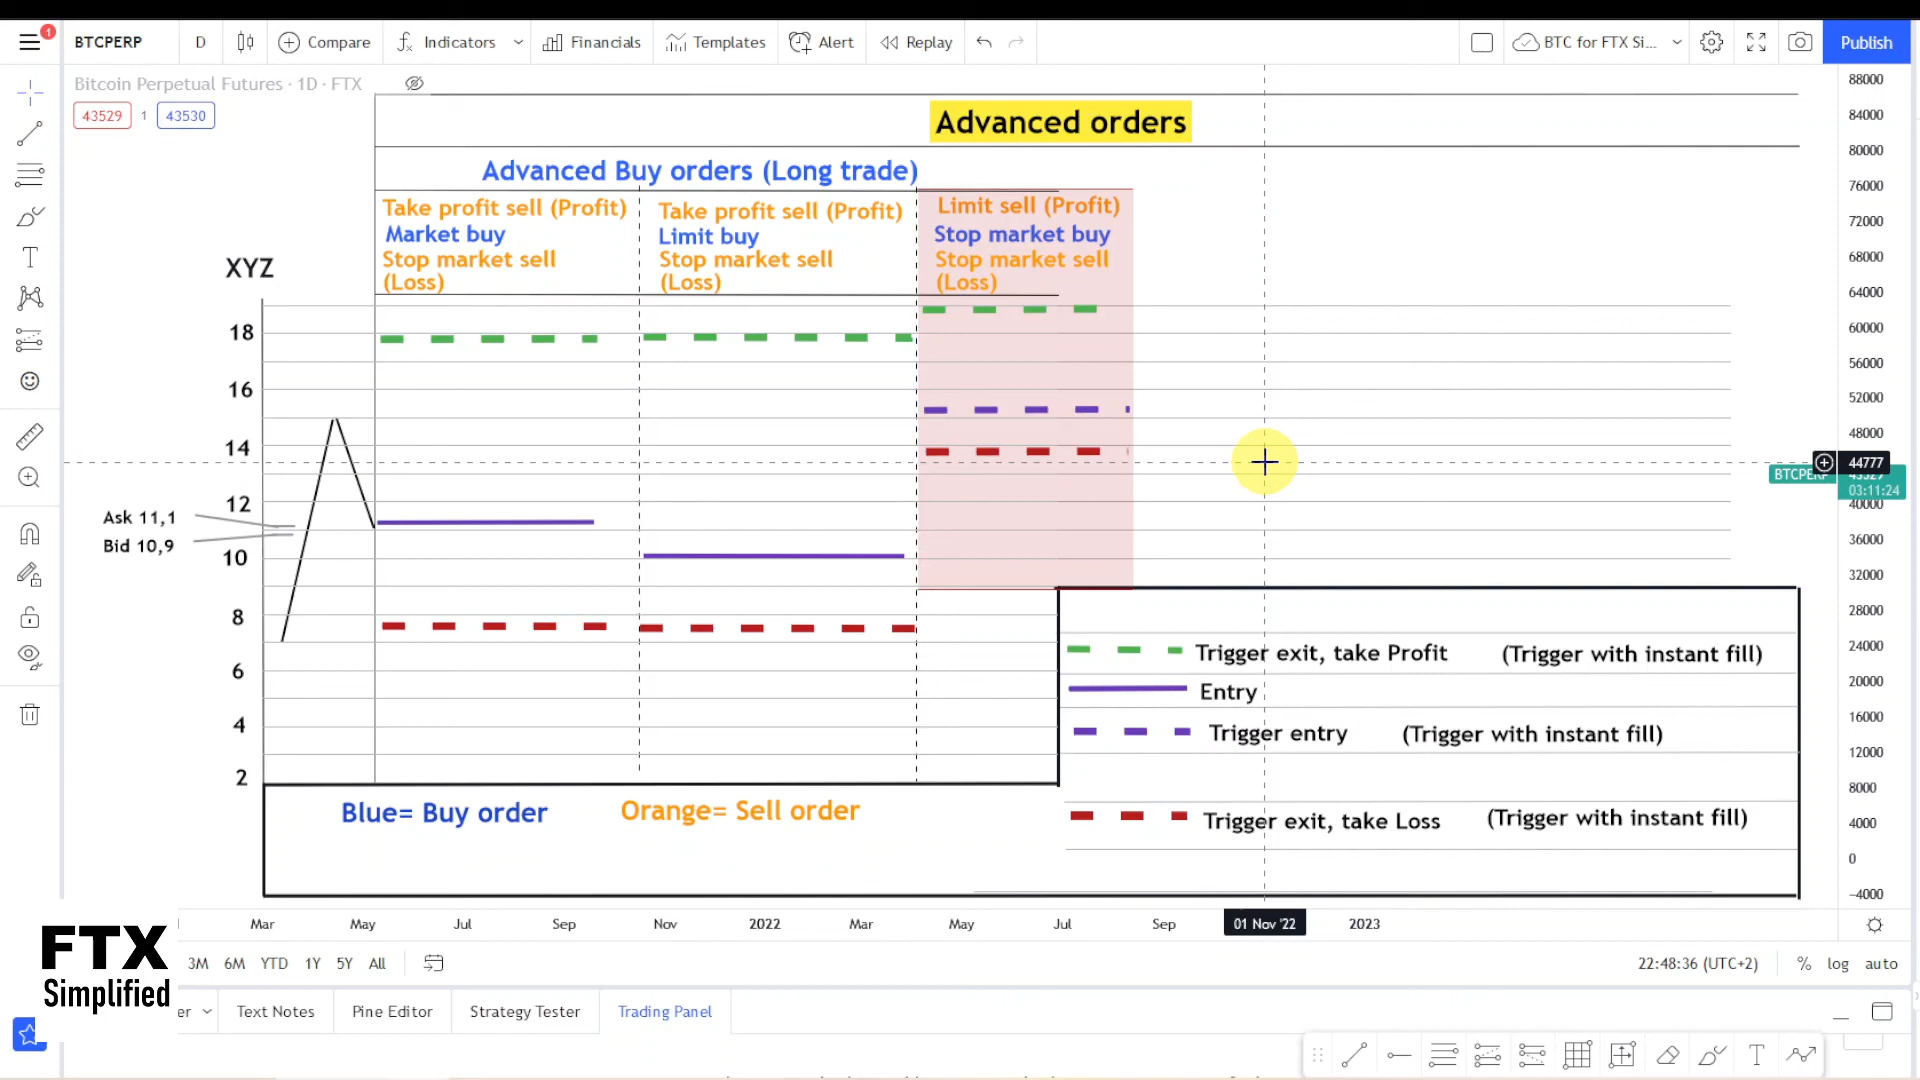 1
BTCPERP
D
Compare
Indicators
Financials
Templates
Alert
Replay
BTC for FTX Si...
Publish
Bitcoin Perpetual Futures · 1D · FTX
43529 1 43530
Advanced orders
Advanced Buy orders (Long trade)
Take profit sell (Profit)
Market buy
Stop market sell
(Loss)
Take profit sell (Profit)
Limit buy
Stop market sell
(Loss)
Limit sell (Profit)
Stop market buy
Stop market sell
(Loss)
XYZ
18
16
14
12
10
8
6
4
2
Ask 11,1
Bid 10,9
Trigger exit, take Profit (Trigger with instant fill)
Entry
Trigger entry (Trigger with instant fill)
Trigger exit, take Loss (Trigger with instant fill)
Blue= Buy order Orange= Sell order
88000
84000
80000
76000
72000
68000
64000
60000
56000
52000
48000
44777
BTCPERP
03:11:24
40000
36000
32000
28000
24000
20000
16000
12000
8000
4000
0
−4000
Mar May Jul Sep Nov 2022 Mar May Jul Sep 01 Nov '22 2023
FTX
Simplified
3M 6M YTD 1Y 5Y All
22:48:36 (UTC+2) % log auto
er Text Notes Pine Editor Strategy Tester Trading Panel